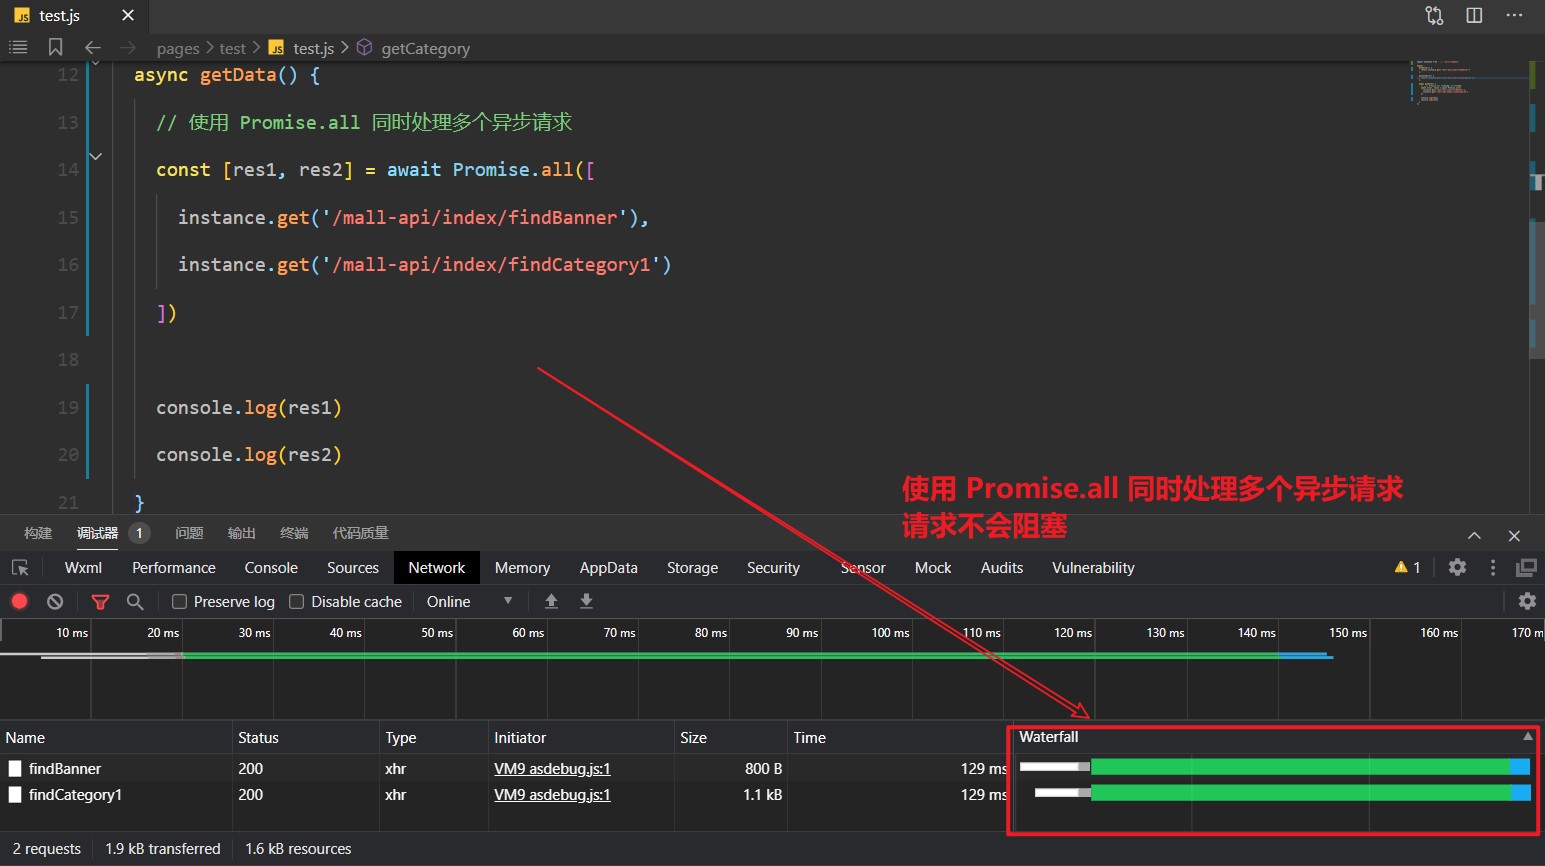 test.js
pages > test > test.js > getCategory
12 async getData() {
13 // 使用 Promise.all 同时处理多个异步请求
14 const [res1, res2] = await Promise.all([
15 instance.get('/mall-api/index/findBanner'),
16 instance.get('/mall-api/index/findCategory1')
17 ])
18
19 console.log(res1)
20 console.log(res2)
21 }
使用 Promise.all 同时处理多个异步请求
请求不会阻塞
构建 调试器 1 问题 输出 终端 代码质量
Wxml Performance Console Sources Network Memory AppData Storage Security Sensor Mock Audits Vulnerability 1
Preserve log Disable cache Online
10 ms 20 ms 30 ms 40 ms 50 ms 60 ms 70 ms 80 ms 90 ms 100 ms 110 ms 120 ms 130 ms 140 ms 150 ms 160 ms 170 m
Name Status Type Initiator Size Time Waterfall
findBanner 200 xhr VM9 asdebug.js:1 800 B 129 ms
findCategory1 200 xhr VM9 asdebug.js:1 1.1 kB 129 ms
2 requests 1.9 kB transferred 1.6 kB resources